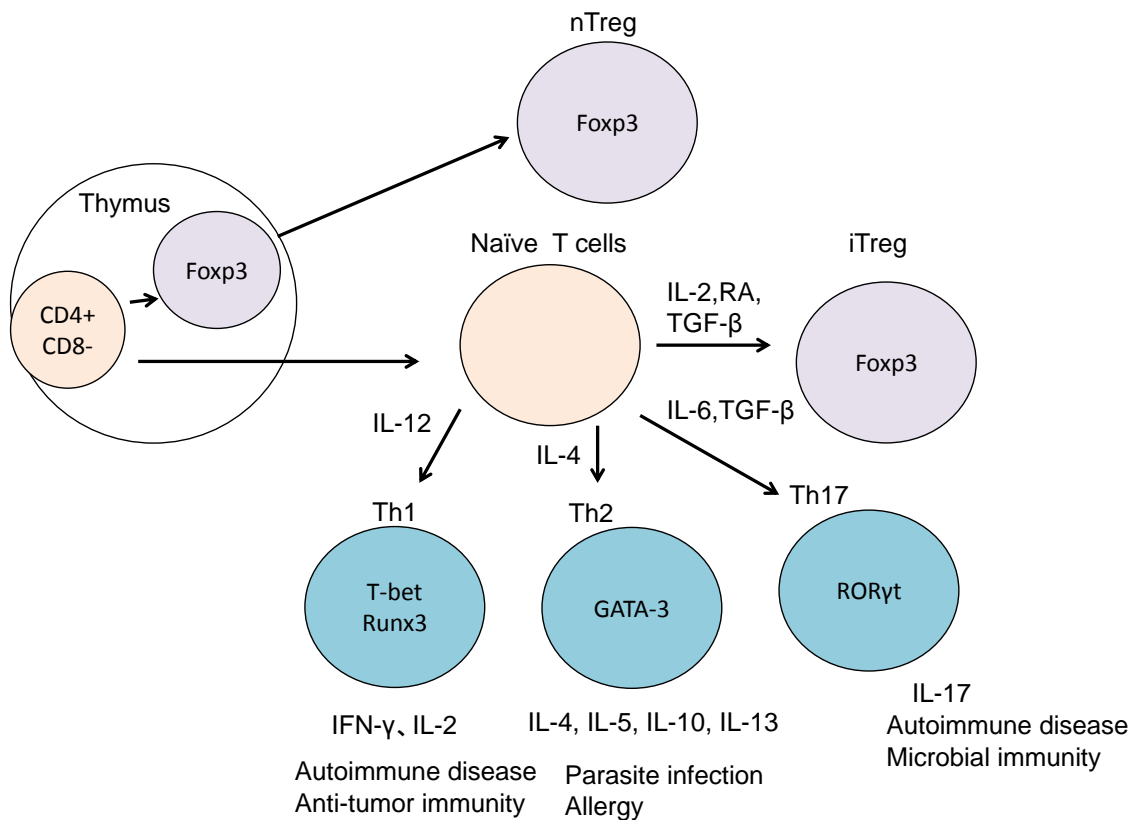 nTreg
Foxp3
Thymus
Foxp3
CD4+
CD8-
Naïve T cells
iTreg
IL-2,RA,
TGF-β
Foxp3
IL-6,TGF-β
IL-12
IL-4
Th1
Th2
Th17
T-bet
Runx3
GATA-3
RORγt
IFN-γ、IL-2
IL-4, IL-5, IL-10, IL-13
IL-17
Autoimmune disease
Microbial immunity
Autoimmune disease
Anti-tumor immunity
Parasite infection
Allergy